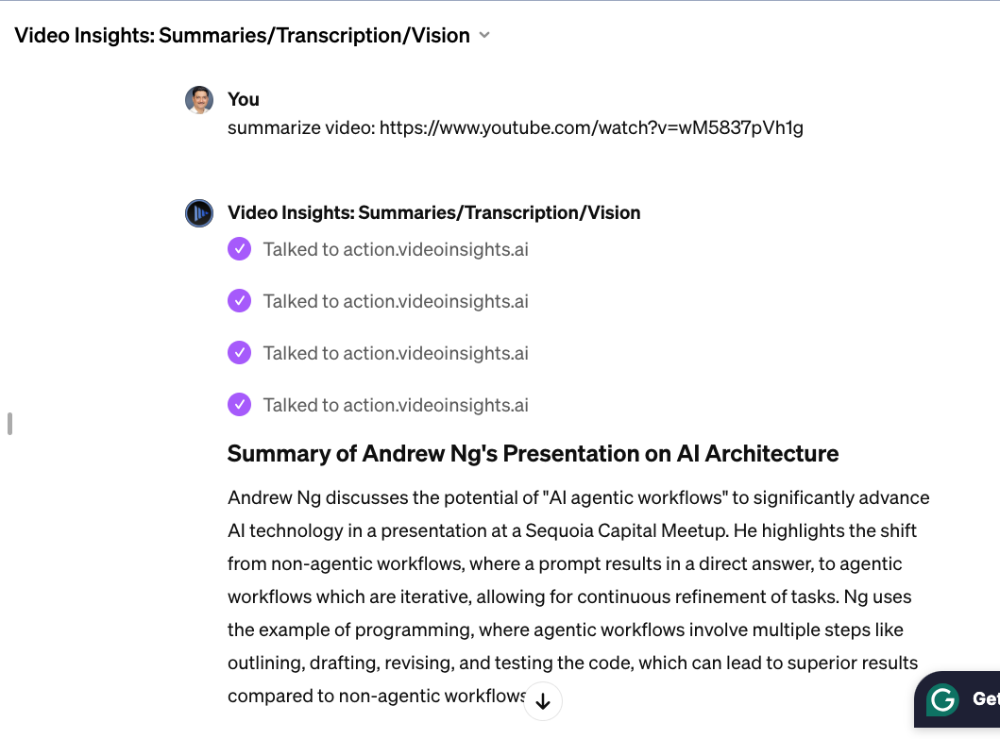 Video Insights: Summaries/Transcription/Vision
You
summarize video: https://www.youtube.com/watch?v=wM5837pVh1g
Video Insights: Summaries/Transcription/Vision
Talked to action.videoinsights.ai
Talked to action.videoinsights.ai
Talked to action.videoinsights.ai
Talked to action.videoinsights.ai
Summary of Andrew Ng's Presentation on AI Architecture
Andrew Ng discusses the potential of "AI agentic workflows" to significantly advance
AI technology in a presentation at a Sequoia Capital Meetup. He highlights the shift
from non-agentic workflows, where a prompt results in a direct answer, to agentic
workflows which are iterative, allowing for continuous refinement of tasks. Ng uses
the example of programming, where agentic workflows involve multiple steps like
outlining, drafting, revising, and testing the code, which can lead to superior results
compared to non-agentic workflows
Get